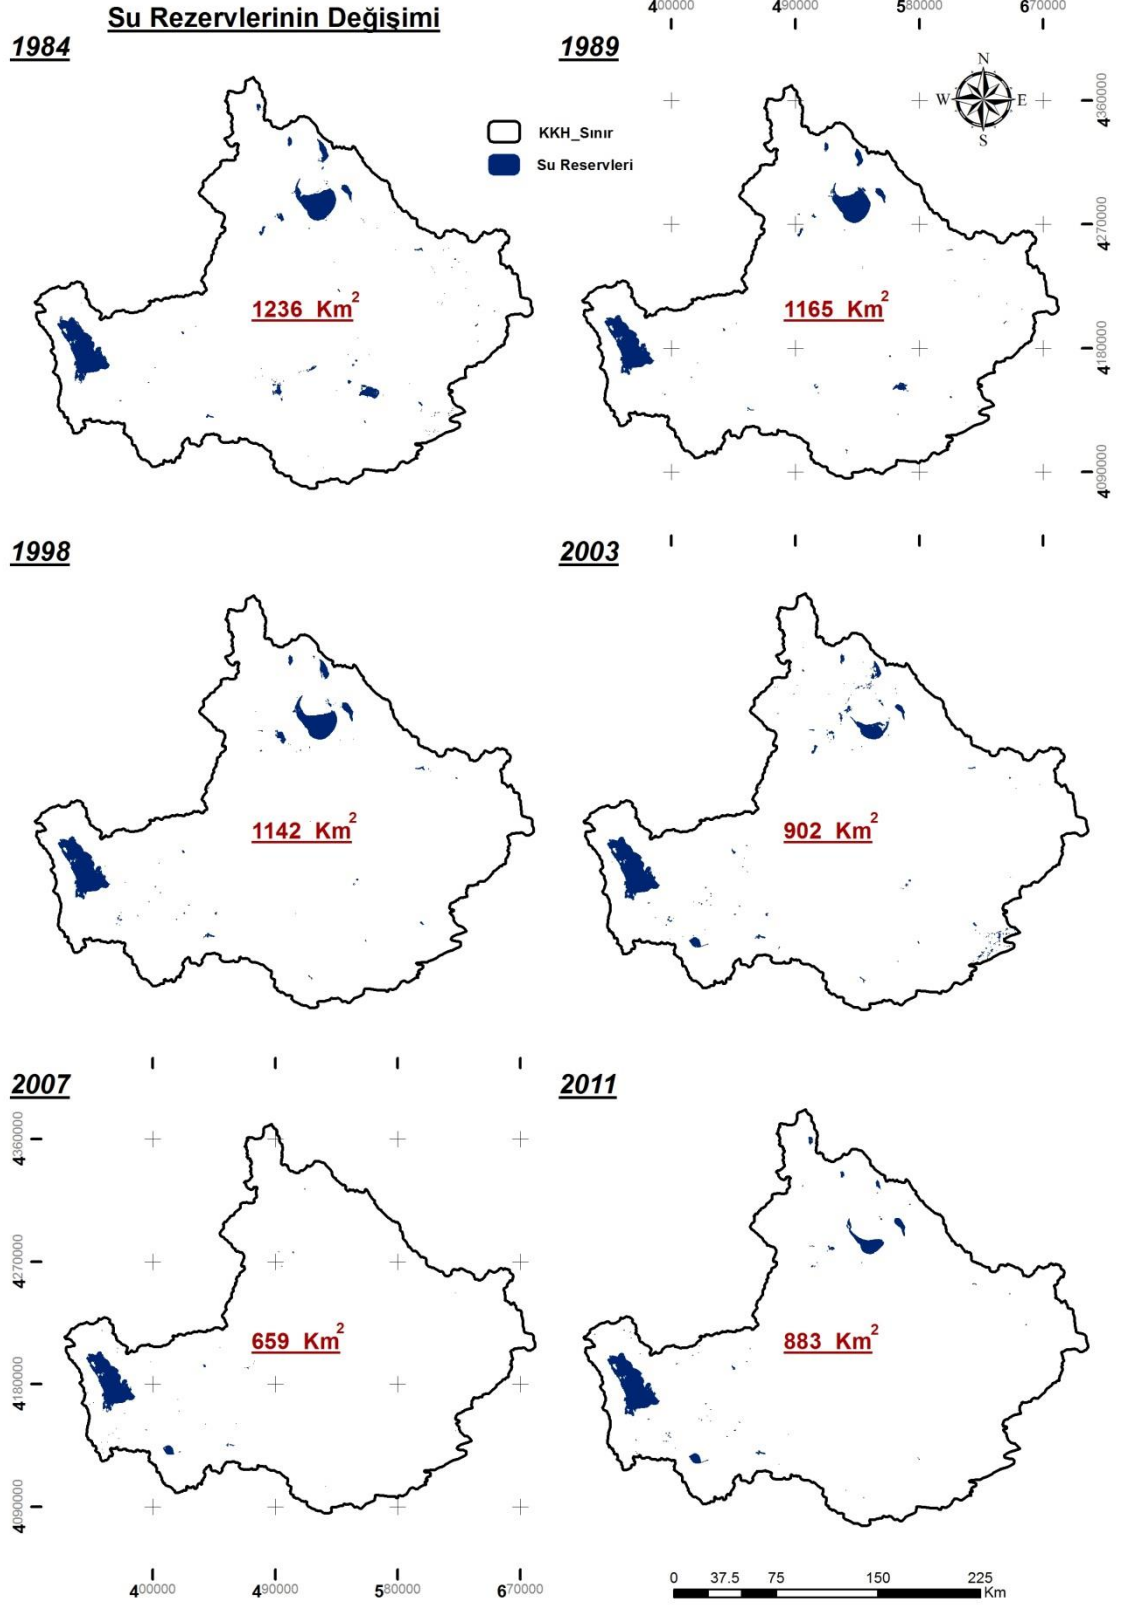 Su Rezervlerinin Değişimi
400000 490000 580000 670000
1984
1989
N
W E
S
KKH_Sınır
Su Reservleri
4360000
4270000
4180000
4090000
1236 Km2
1165 Km2
1998
2003
1142 Km2
902 Km2
2007
2011
4360000
4270000
4180000
4090000
659 Km2
883 Km2
400000 490000 580000 670000
0 37.5 75 150 225
Km